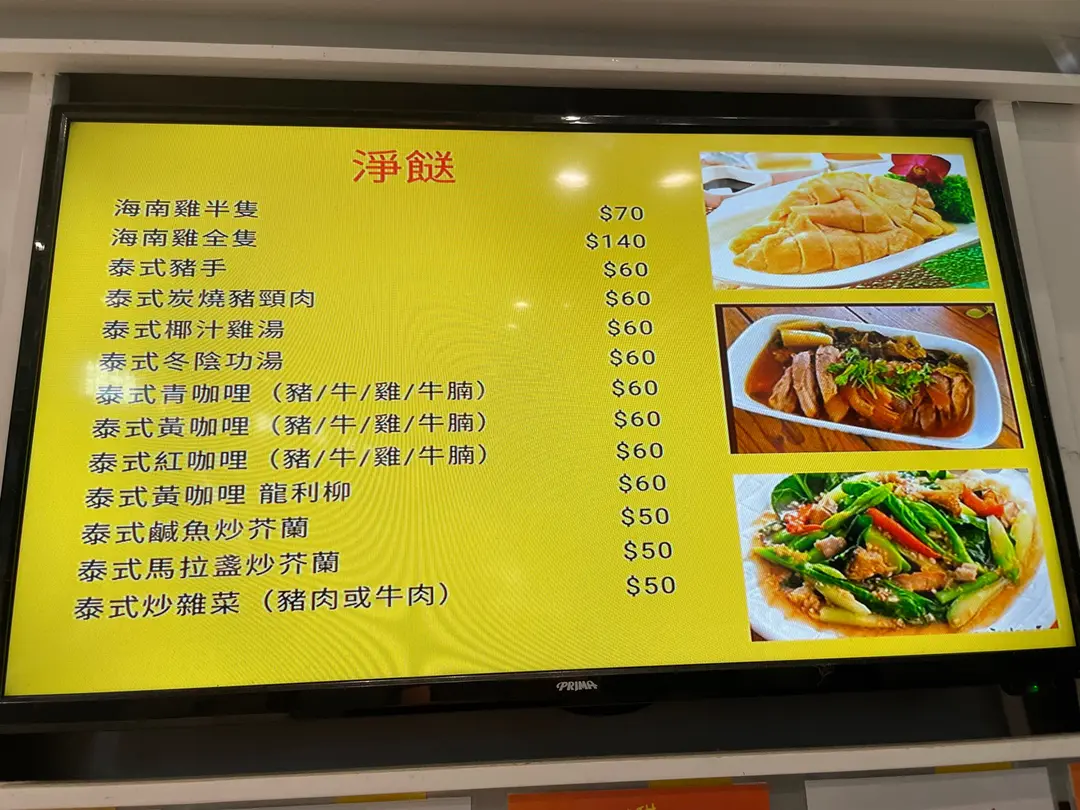 淨餸
海南雞半隻 $70
海南雞全隻 $140
泰式豬手 $60
泰式炭燒豬頸肉 $60
泰式椰汁雞湯 $60
泰式冬陰功湯 $60
泰式青咖哩（豬/牛/雞/牛腩） $60
泰式黃咖哩（豬/牛/雞/牛腩） $60
泰式紅咖哩（豬/牛/雞/牛腩） $60
泰式黃咖哩 龍利柳 $60
泰式鹹魚炒芥蘭 $50
泰式馬拉盞炒芥蘭 $50
泰式炒雜菜（豬肉或牛肉） $50
PRIMA